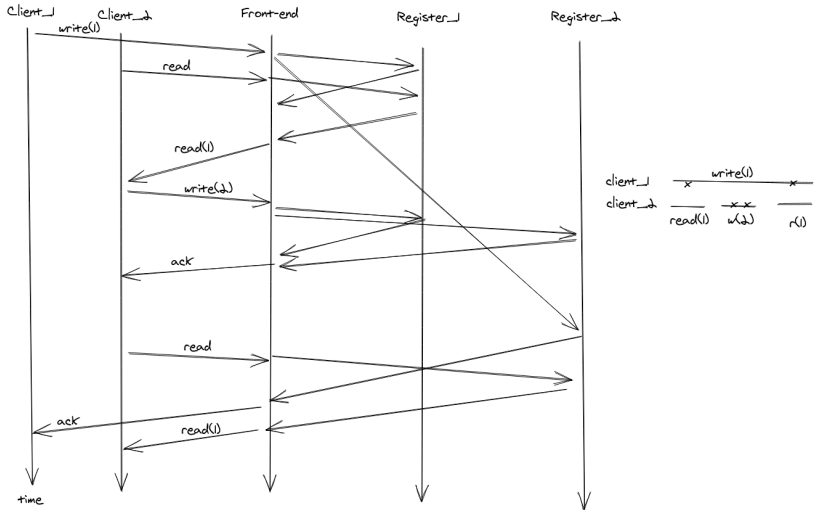 Client_1 Client_2 Front-end Register_1 Register_2
write(1)
read
read(1)
write(2)
ack
read
ack
read(1)
time
write(1)
client_1
client_2
read(1) w(2) r(1)